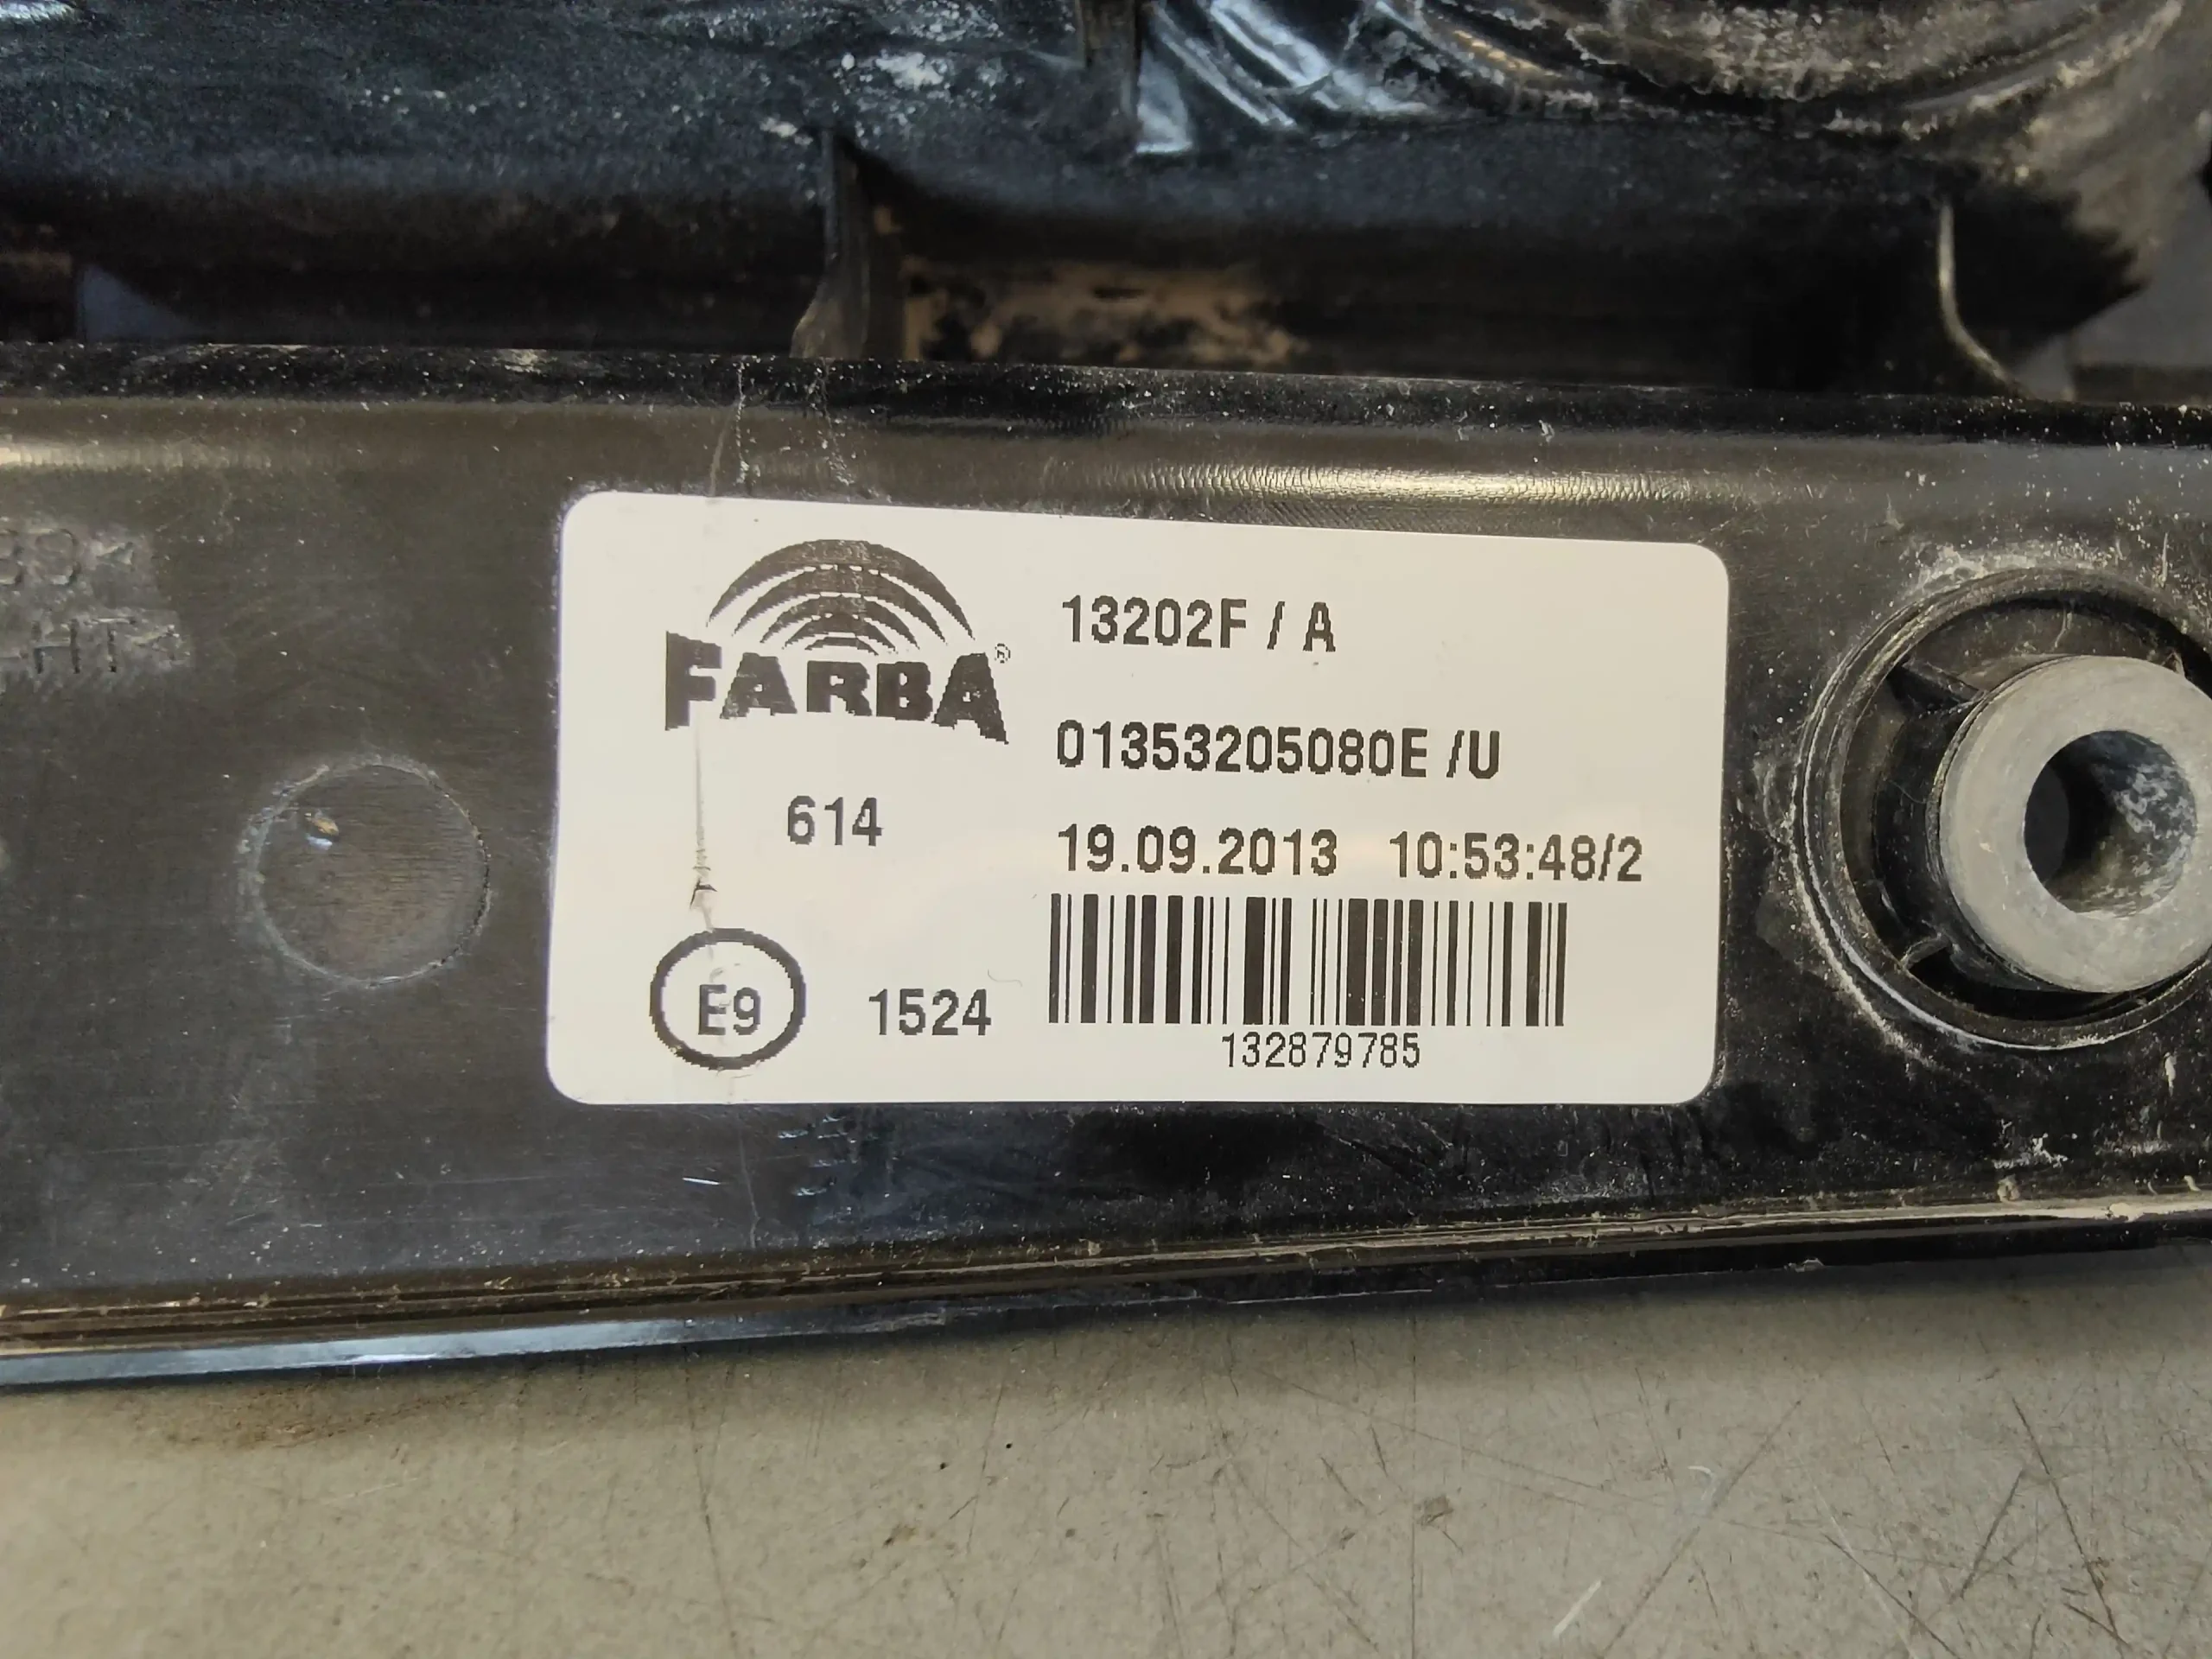 FARBA®
13202F / A
01353205080E /U
614
19.09.2013 10:53:48/2
E9
1524
132879785